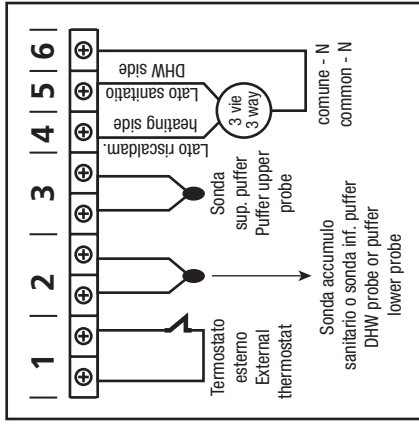 1 2 3 4 5 6
Termostato
esterno
External
thermostat
Sonda accumulo
sanitario o sonda inf. puffer
DHW probe or puffer
lower probe
Sonda
sup. puffer
Puffer upper
probe
Lato riscaldam.
heating side
Lato sanitatio
DHW side
3 vie
3 way
comune - N
common - N